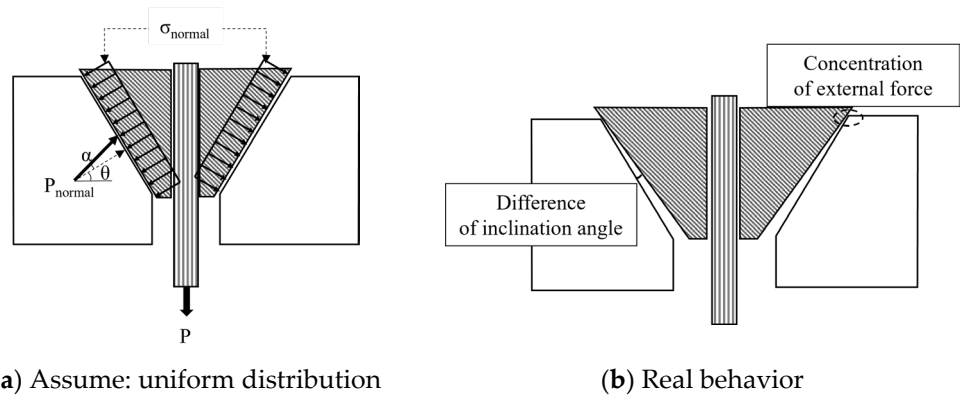 σnormal
α
θ
Pnormal
P
Concentration
of external force
Difference
of inclination angle
a) Assume: uniform distribution
(b) Real behavior